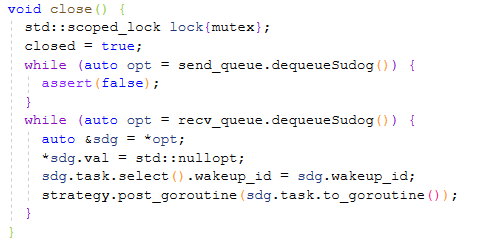 void close() {
  std::scoped_lock lock{mutex};
  closed = true;
  while (auto opt = send_queue.dequeueSudog()) {
    assert(false);
  }
  while (auto opt = recv_queue.dequeueSudog()) {
    auto &sdg = *opt;
    *sdg.val = std::nullopt;
    sdg.task.select().wakeup_id = sdg.wakeup_id;
    strategy.post_goroutine(sdg.task.to_goroutine());
  }
}